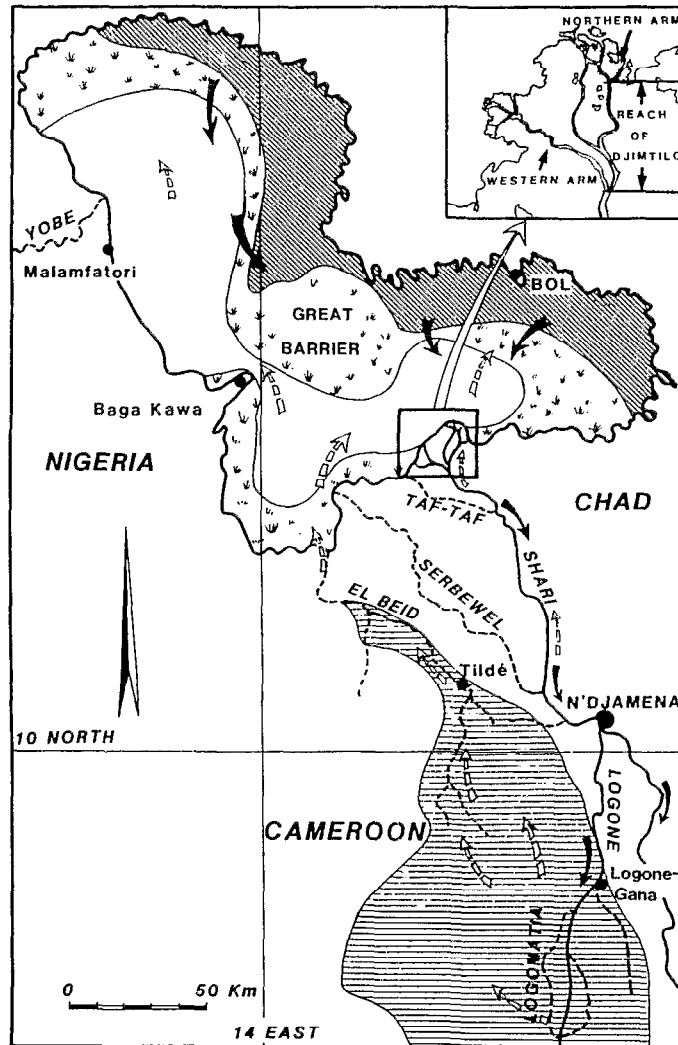 NORTHERN ARM
REACH
OF
DJIMTILO
WESTERN ARM
YOBE
Malamfatori
BOL
GREAT
BARRIER
Baga Kawa
NIGERIA
CHAD
TAF-TAF
SHARI
SERBEWEL
EL BEID
Tildé
N'DJAMENA
10 NORTH
LOGONE
CAMEROON
Logone-
Gana
LOGOMATIA
0 50 Km
14 EAST